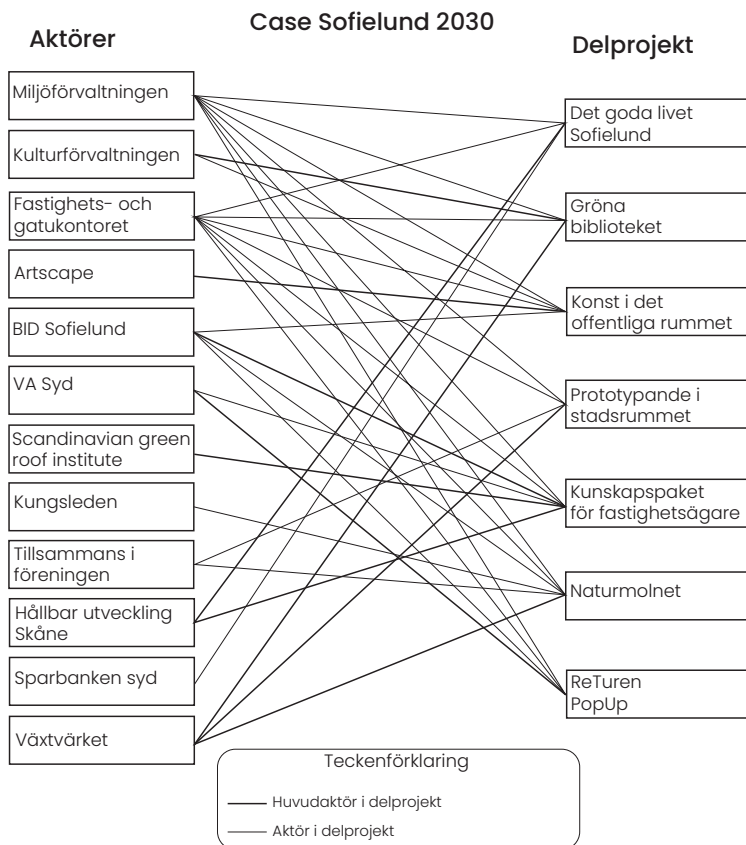 Case Sofielund 2030
Aktörer
Delprojekt
Miljöförvaltningen
Kulturförvaltningen
Fastighets- och
gatukontoret
Artscape
BID Sofielund
VA Syd
Scandinavian green
roof institute
Kungsleden
Tillsammans i
föreningen
Hållbar utveckling
Skåne
Sparbanken syd
Växtvärket
Det goda livet
Sofielund
Gröna
biblioteket
Konst i det
offentliga rummet
Prototypande i
stadsrummet
Kunskapspaket
för fastighetsägare
Naturmolnet
ReTuren
PopUp
Teckenförklaring
Huvudaktör i delprojekt
Aktör i delprojekt